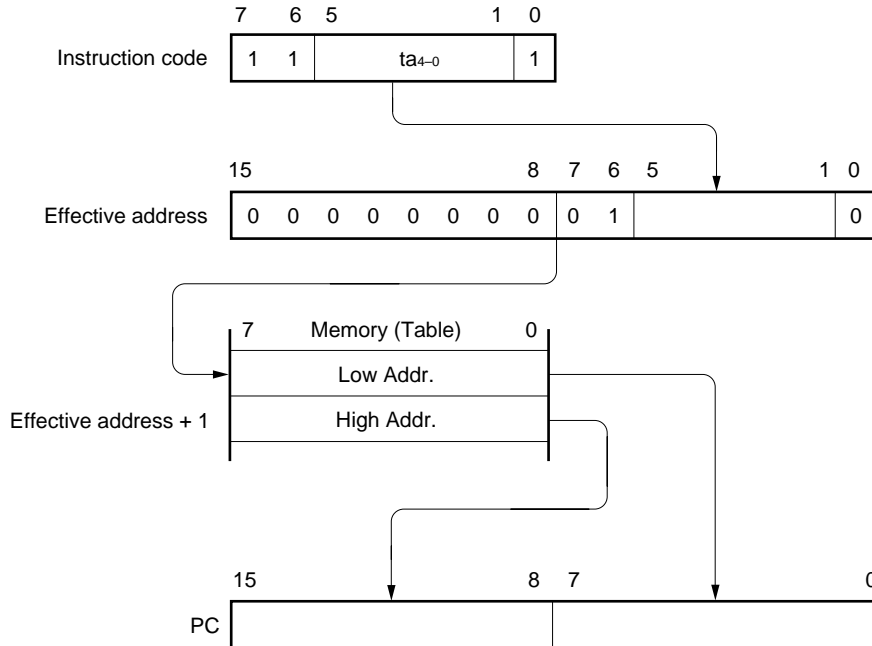 7 6 5 1 0
Instruction code 1 1 ta4–0 1
15 8 7 6 5 1 0
Effective address 0 0 0 0 0 0 0 0 0 1 0
7 Memory (Table) 0
Low Addr.
Effective address + 1 High Addr.
15 8 7 0
PC